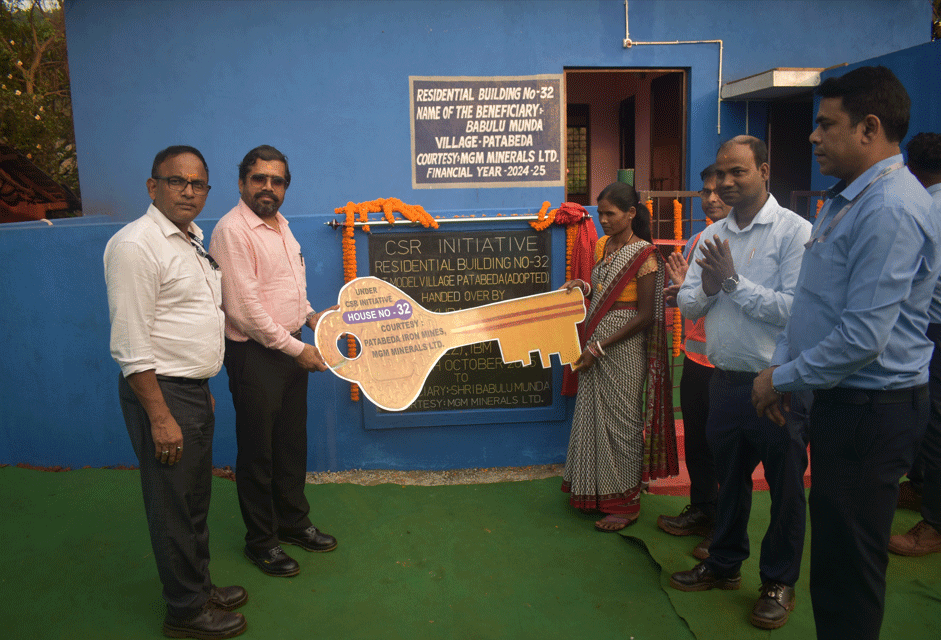 RESIDENTIAL BUILDING No-32
NAME OF THE BENEFICIARY:-
BABULU MUNDA
VILLAGE-PATABEDA
COURTESY:-MGM MINERALS LTD.
FINANCIAL YEAR-2024-25
CSR INITIATIVE
RESIDENTIAL BUILDING NO-32
MODEL VILLAGE PATABEDA (ADOPTED)
HANDED OVER BY
IBM
OCTOBER
TO
SHRI BABULU MUNDA
MGM MINERALS LTD.
UNDER
CSR INITIATIVE
HOUSE NO - 32
COURTESY :
PATABEDA IRON MINES,
MGM MINERALS LTD.